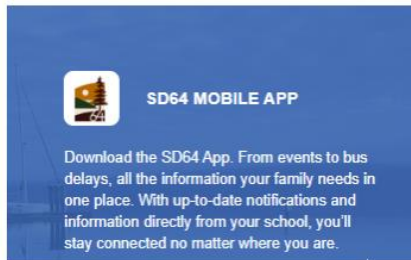 64
SD64 MOBILE APP
Download the SD64 App. From events to bus
delays, all the information your family needs in
one place. With up-to-date notifications and
information directly from your school, you'll
stay connected no matter where you are.